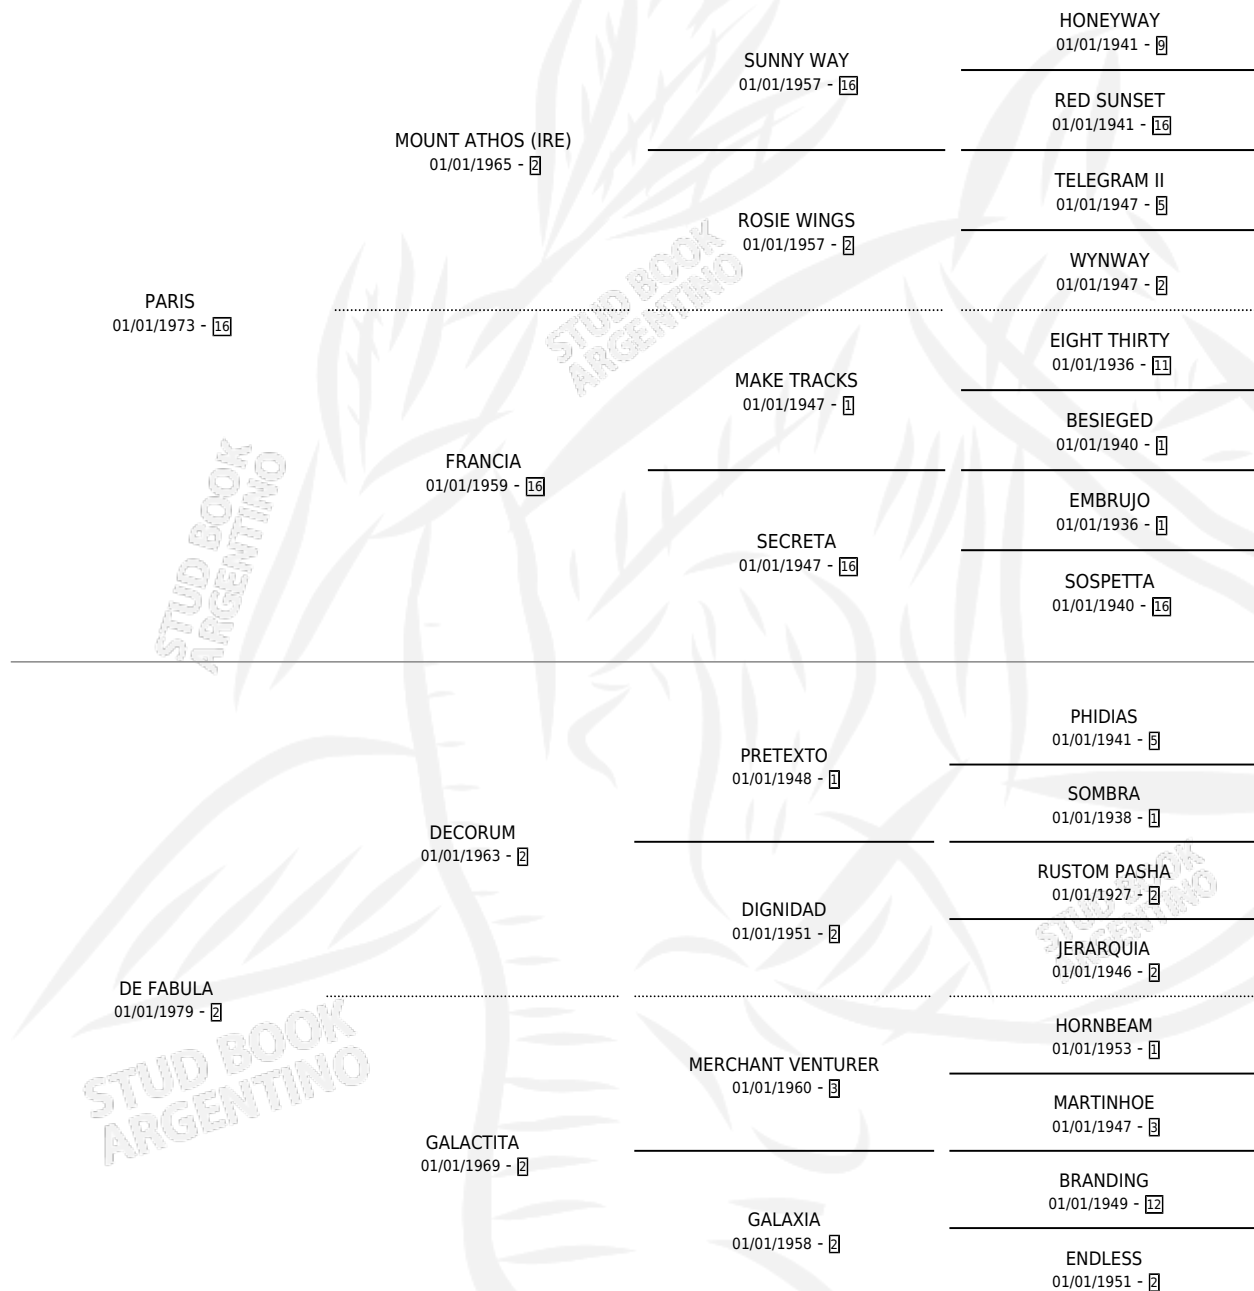 HONEYWAY
01/01/1941 - 9
SUNNY WAY
01/01/1957 - 16
RED SUNSET
01/01/1941 - 16
MOUNT ATHOS (IRE)
01/01/1965 - 2
TELEGRAM II
01/01/1947 - 5
ROSIE WINGS
01/01/1957 - 2
WYNWAY
01/01/1947 - 2
PARIS
01/01/1973 - 16
EIGHT THIRTY
01/01/1936 - 11
MAKE TRACKS
01/01/1947 - 1
BESIEGED
01/01/1940 - 1
FRANCIA
01/01/1959 - 16
EMBRUJO
01/01/1936 - 1
SECRETA
01/01/1947 - 16
SOSPETTA
01/01/1940 - 16
PHIDIAS
01/01/1941 - 5
PRETEXTO
01/01/1948 - 1
SOMBRA
01/01/1938 - 1
DECORUM
01/01/1963 - 2
RUSTOM PASHA
01/01/1927 - 2
DIGNIDAD
01/01/1951 - 2
JERARQUIA
01/01/1946 - 2
DE FABULA
01/01/1979 - 2
HORNBEAM
01/01/1953 - 1
MERCHANT VENTURER
01/01/1960 - 3
MARTINHOE
01/01/1947 - 3
GALACTITA
01/01/1969 - 2
BRANDING
01/01/1949 - 12
GALAXIA
01/01/1958 - 2
ENDLESS
01/01/1951 - 2
STUD BOOK
ARGENTINO
STUD BOOK
ARGENTINO
STUD BOOK
ARGENTINO
STUD BOOK
ARGENTINO